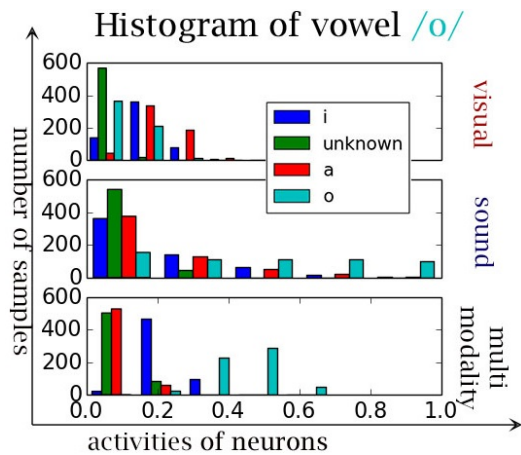 Histogram of vowel /o/
number of samples
600
400
200
0
visual
i
unknown
a
o
600
400
200
0
sound
600
400
200
0
multi
modality
0.0 0.2 0.4 0.6 0.8 1.0
activities of neurons